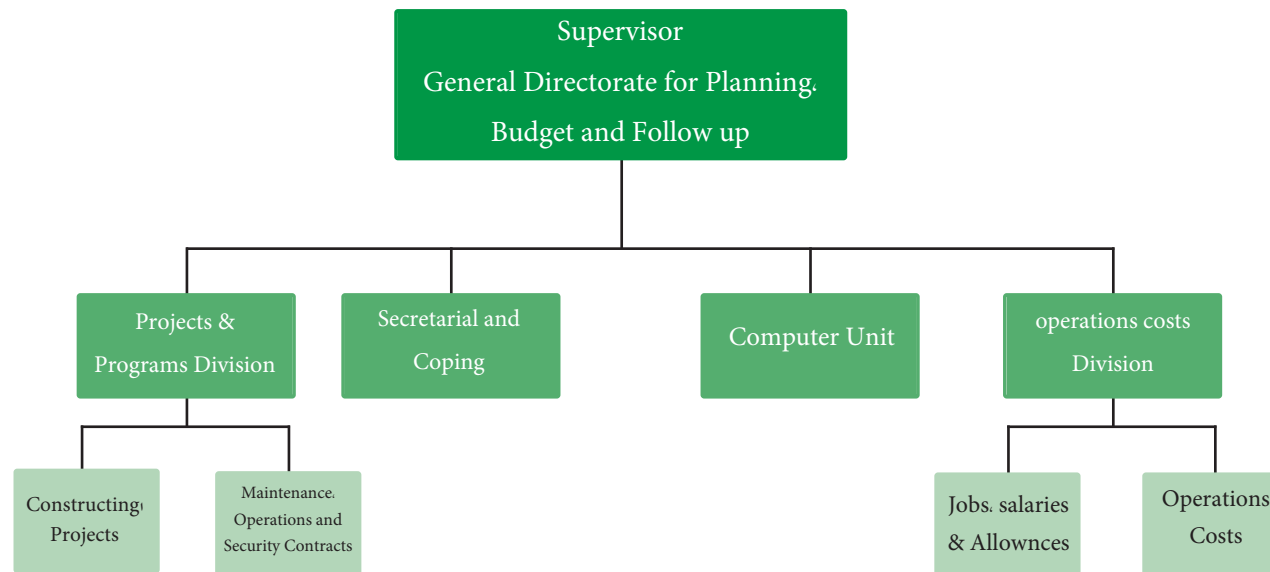 Supervisor
General Directorate for Planning,
Budget and Follow up
Projects &
Programs Division
Secretarial and
Coping
Computer Unit
operations costs
Division
Constructing
Projects
Maintenance,
Operations and
Security Contracts
Jobs, salaries
& Allownces
Operations
Costs